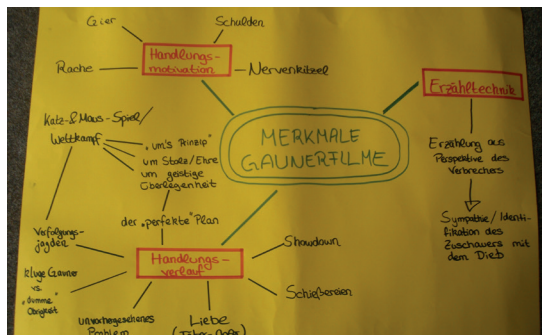 Gier
Schulden
Handlungs-
motivation
Rache
Nervenkitzel
Erzähltechnik
Katz-&Maus-Spiel/
Wettkampf
„um's Prinzip"
um Stolz/Ehre
um geistige
Überlegenheit
MERKMALE
GAUNERFILME
Erzählung aus
Perspektive des
Verbrechers
Sympathie/Identi-
fikation des
Zuschauers mit
dem Dieb
der „perfekte" Plan
Verfolgungs-
jagden
Handlungs-
verlauf
Showdown
kluge Gauner
vs.
„dumme"
Obrigkeit
Schießereien
unvorhergesehenes
Problem
Liebe